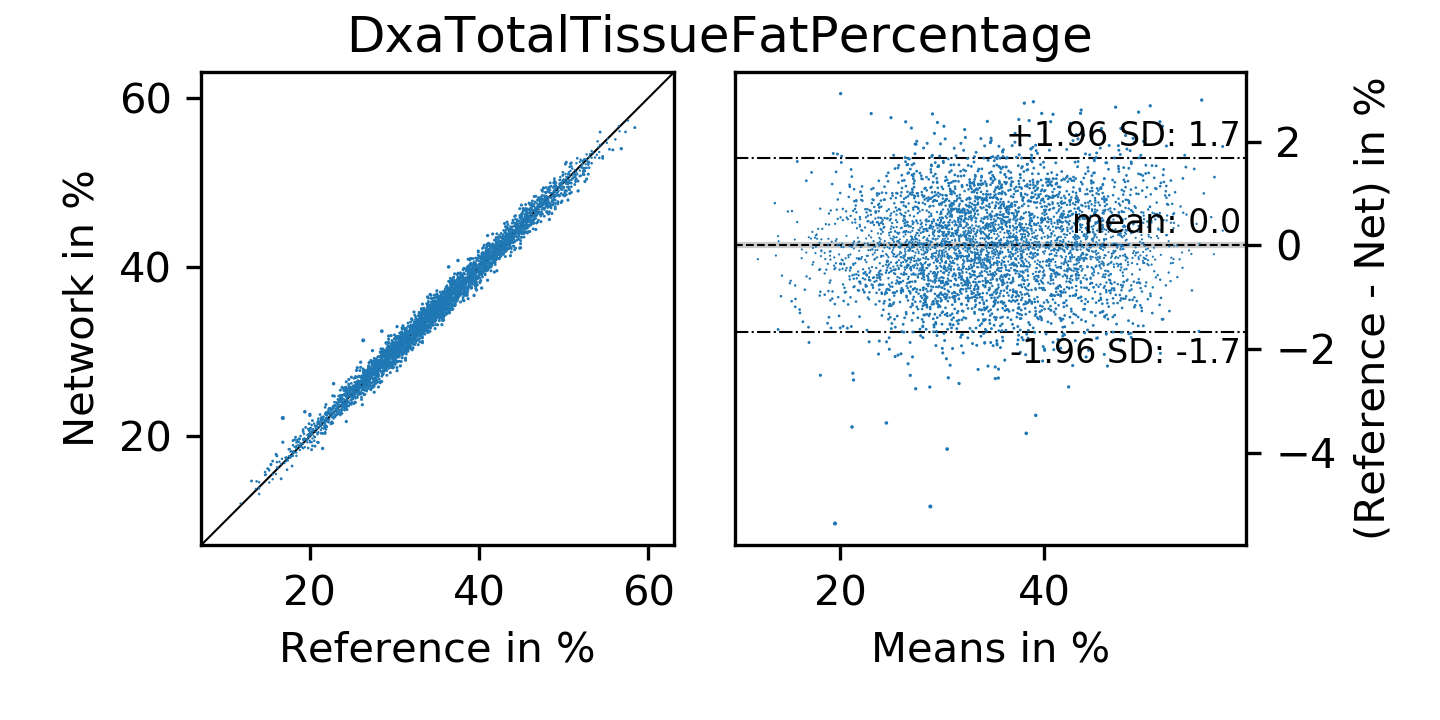 DxaTotalTissueFatPercentage
60
40
20
Network in %
20
40
60
Reference in %
+1.96 SD: 1.7
mean: 0.0
-1.96 SD: -1.7
2
0
−2
−4
(Reference - Net) in %
20
40
Means in %